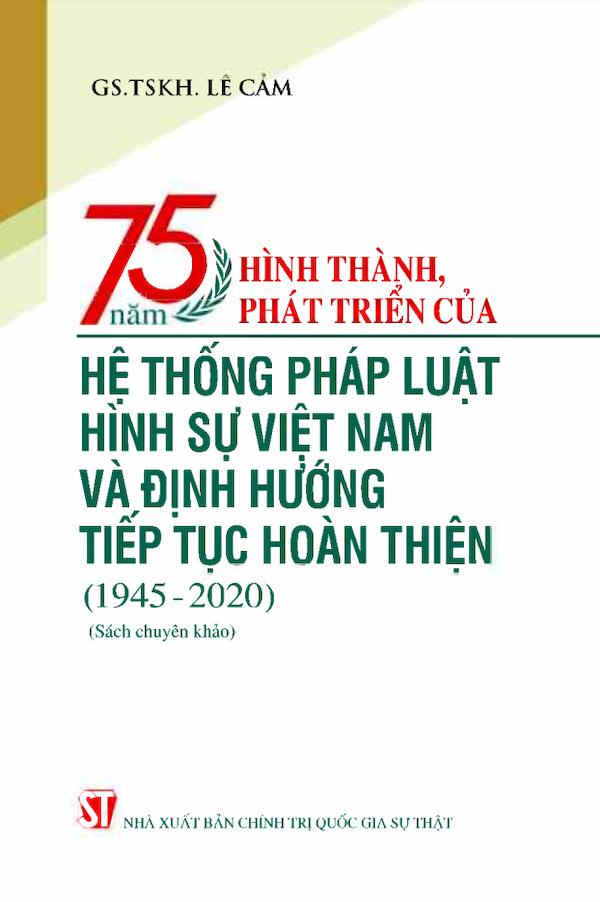 GS.TSKH. LÊ CẢM
75 năm
HÌNH THÀNH,
PHÁT TRIỂN CỦA
HỆ THỐNG PHÁP LUẬT
HÌNH SỰ VIỆT NAM
VÀ ĐỊNH HƯỚNG
TIẾP TỤC HOÀN THIỆN
(1945 - 2020)
(Sách chuyên khảo)
ST NHÀ XUẤT BẢN CHÍNH TRỊ QUỐC GIA SỰ THẬT